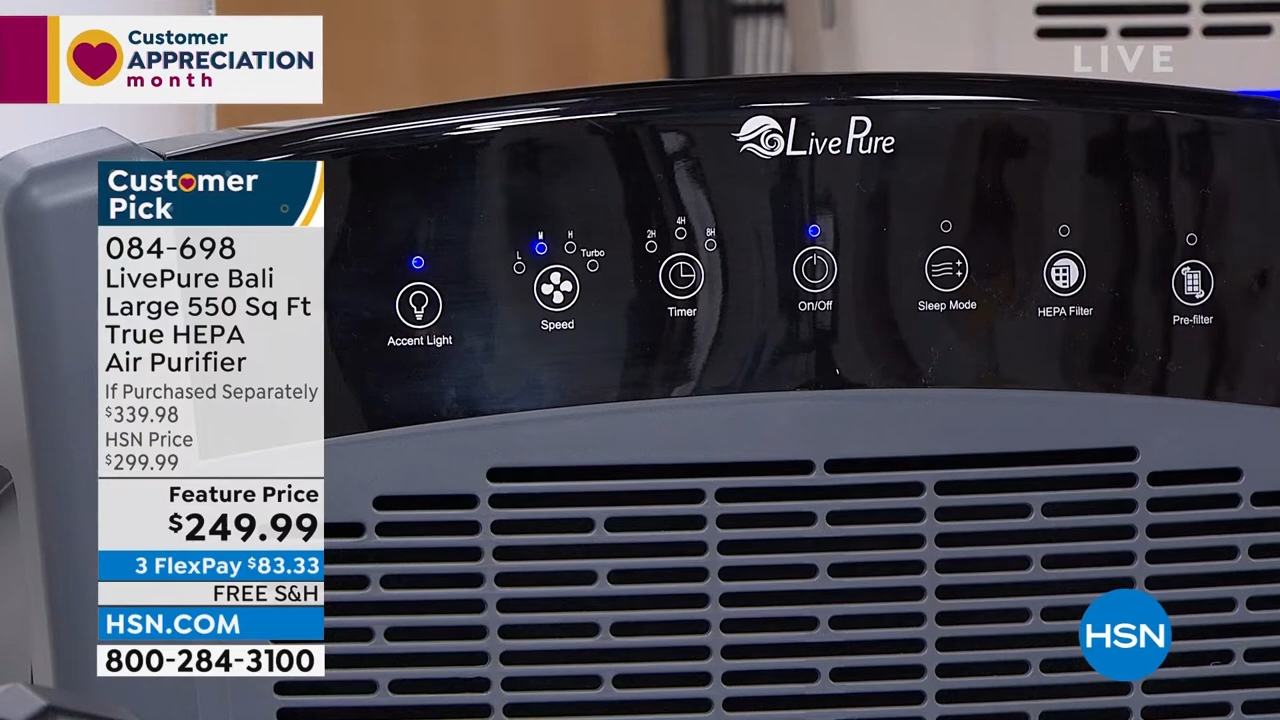 Customer
APPRECIATION
month
LIVE
Live Pure
Customer
Pick
084-698
LivePure Bali
Large 550 Sq Ft
True HEPA
Air Purifier
If Purchased Separately
$339.98
HSN Price
$299.99
Feature Price
$249.99
3 FlexPay $83.33
FREE S&H
HSN.COM
800-284-3100
L M H Turbo
2H 4H 8H
Accent Light
Speed
Timer
On/Off
Sleep Mode
HEPA Filter
Pre-filter
HSN